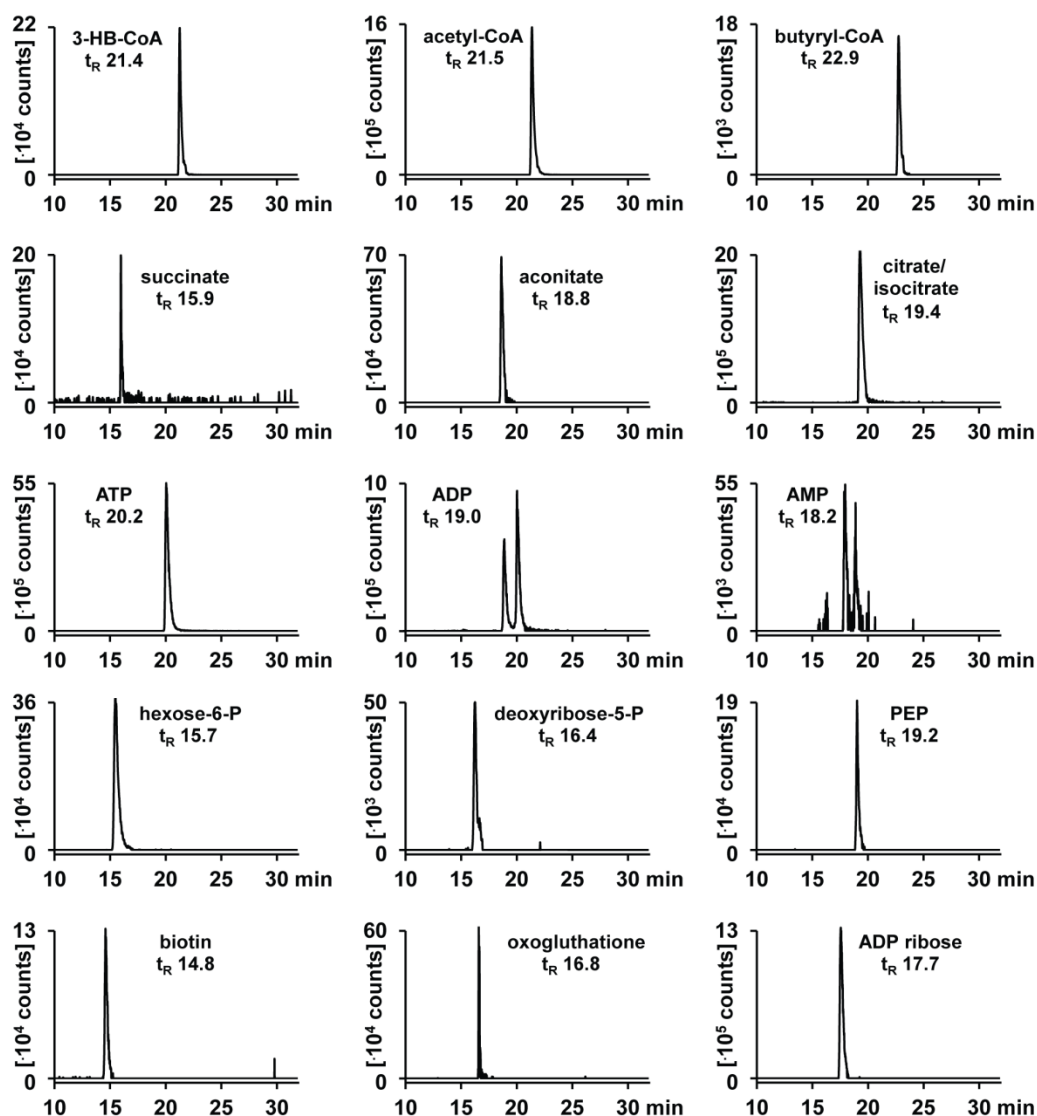 22
3-HB-CoA
tR 21.4
[·10⁴ counts]
0
10 15 20 25 30 min
16
acetyl-CoA
tR 21.5
[·10⁵ counts]
0
10 15 20 25 30 min
18
butyryl-CoA
tR 22.9
[·10³ counts]
0
10 15 20 25 30 min
20
succinate
tR 15.9
[·10⁴ counts]
0
10 15 20 25 30 min
70
aconitate
tR 18.8
[·10⁴ counts]
0
10 15 20 25 30 min
20
citrate/
isocitrate
tR 19.4
[·10⁵ counts]
0
10 15 20 25 30 min
55
ATP
tR 20.2
[·10⁵ counts]
0
10 15 20 25 30 min
10
ADP
tR 19.0
[·10⁵ counts]
0
10 15 20 25 30 min
55
AMP
tR 18.2
[·10³ counts]
0
10 15 20 25 30 min
36
hexose-6-P
tR 15.7
[·10⁴ counts]
0
10 15 20 25 30 min
50
deoxyribose-5-P
tR 16.4
[·10³ counts]
0
10 15 20 25 30 min
19
PEP
tR 19.2
[·10⁴ counts]
0
10 15 20 25 30 min
13
biotin
tR 14.8
[·10⁴ counts]
0
10 15 20 25 30 min
60
oxogluthatione
tR 16.8
[·10⁴ counts]
0
10 15 20 25 30 min
13
ADP ribose
tR 17.7
[·10⁵ counts]
0
10 15 20 25 30 min